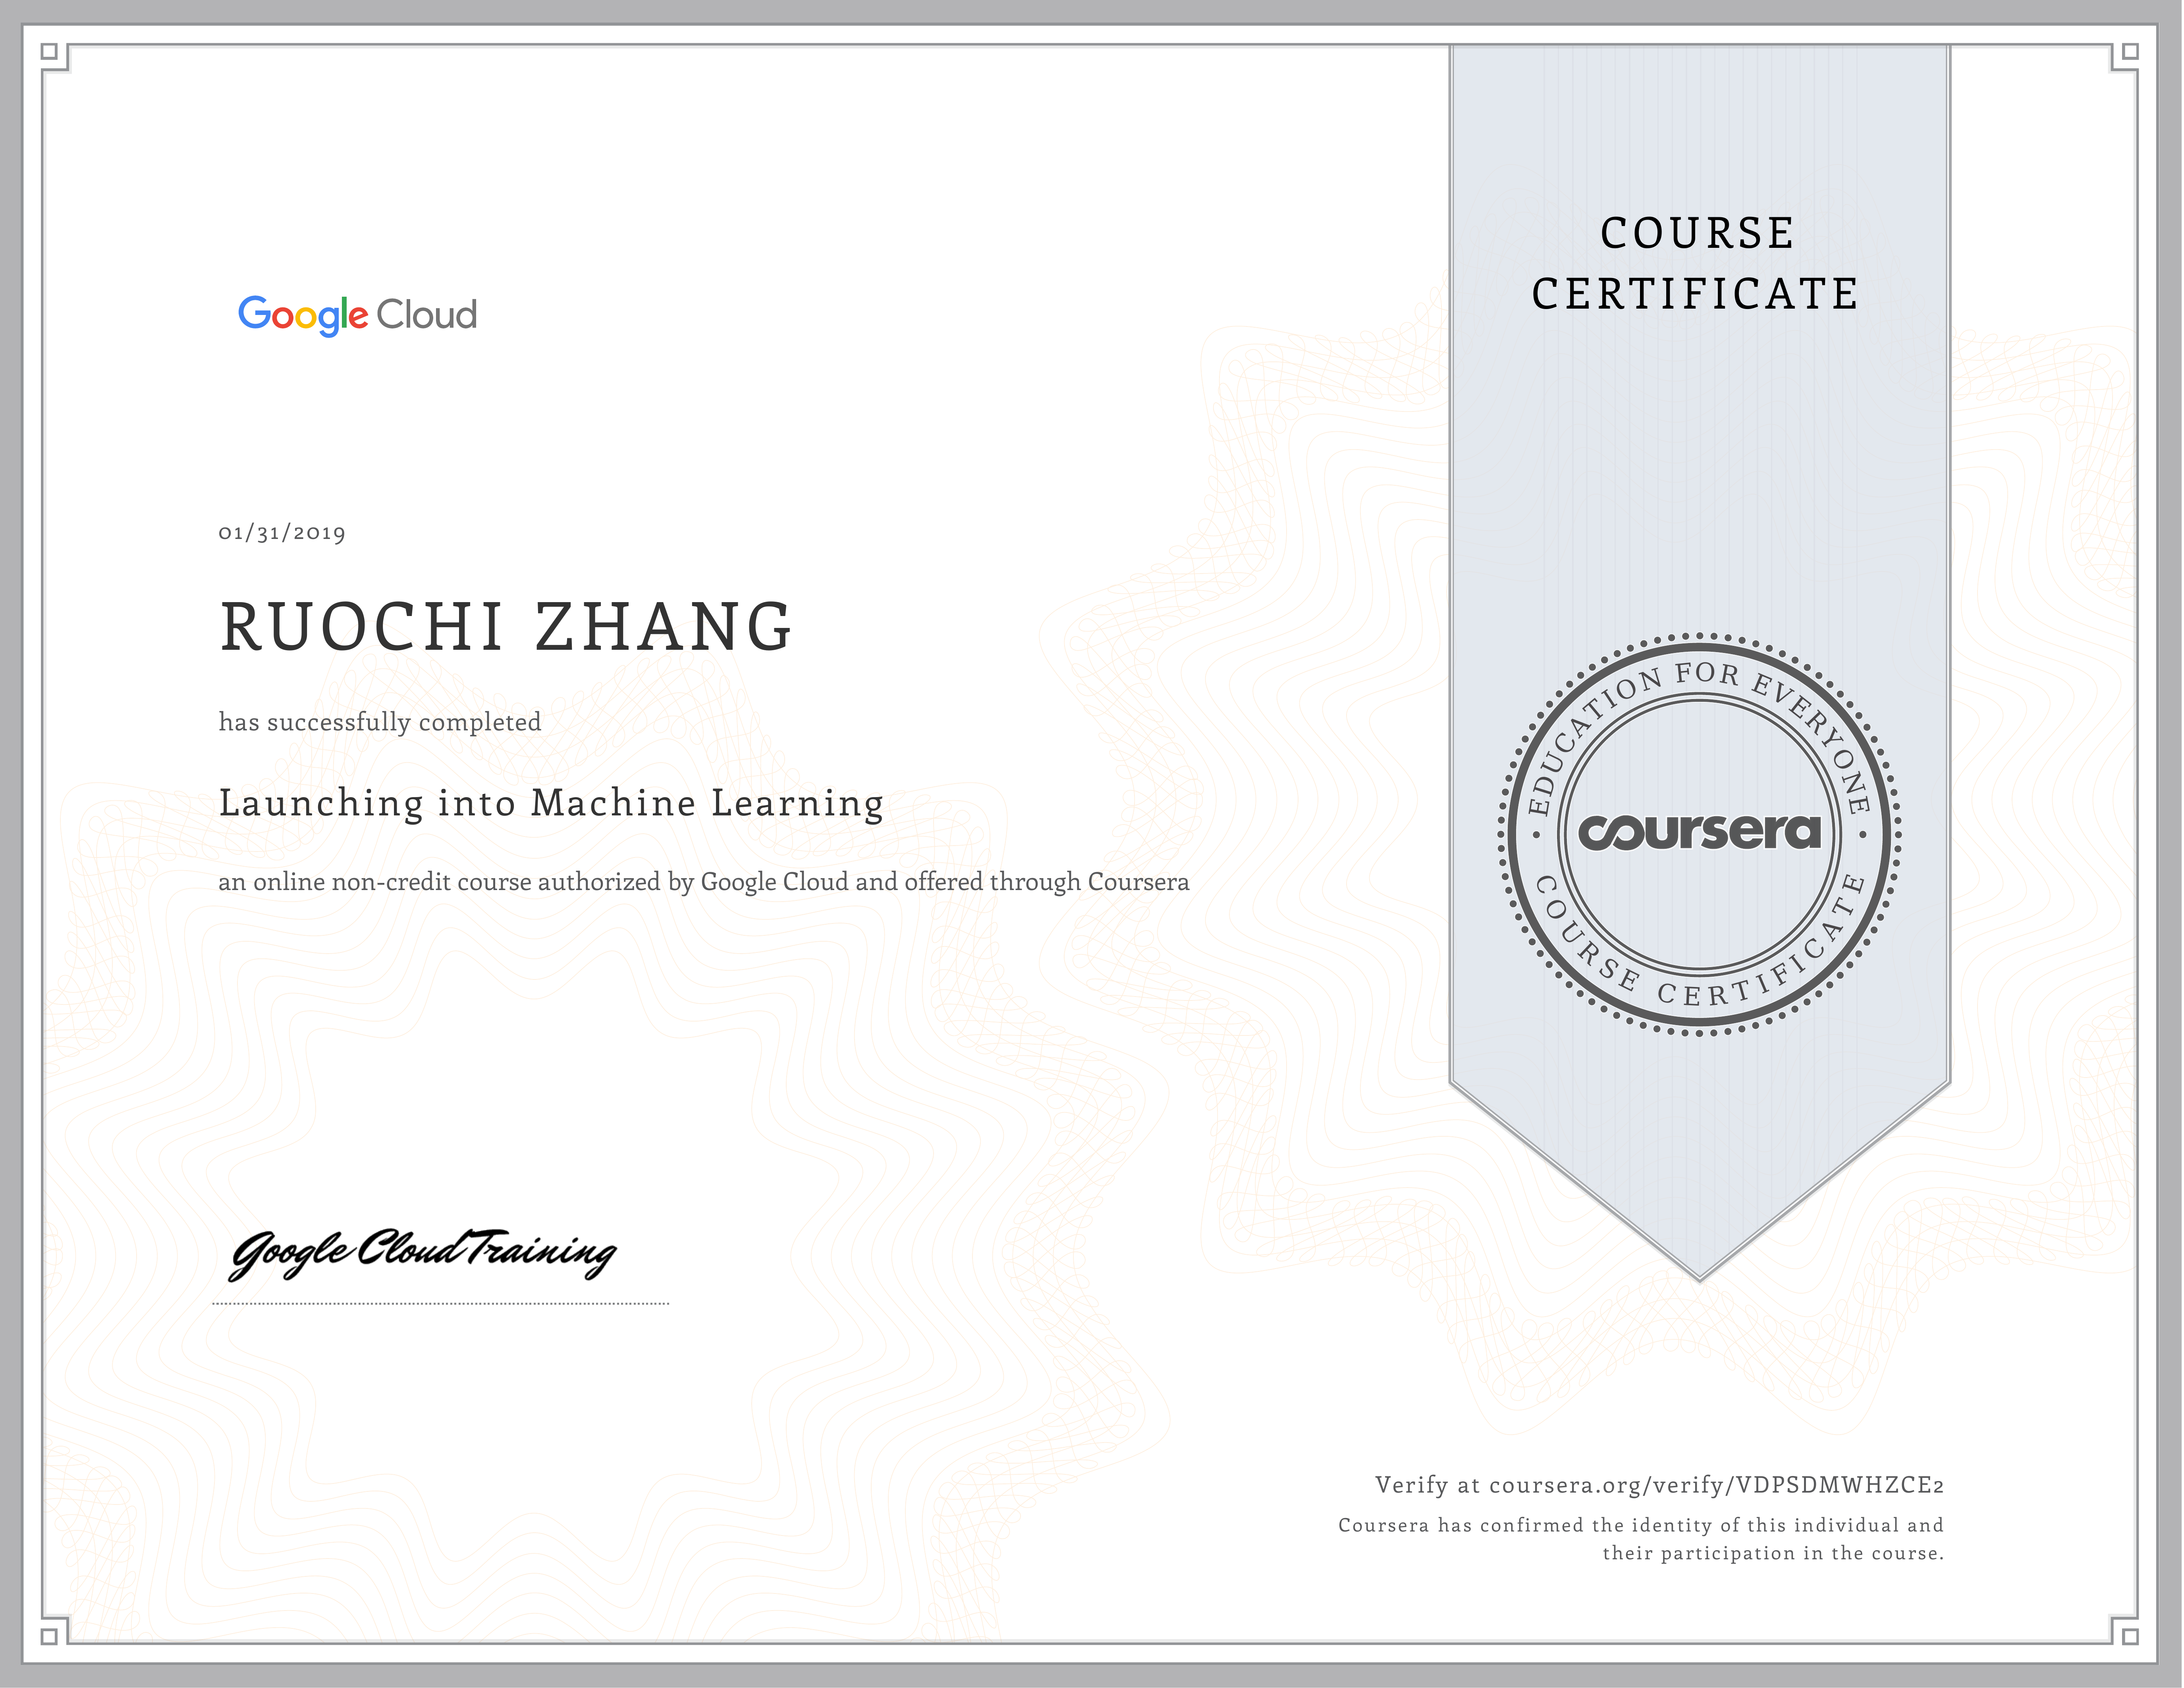 Google Cloud
COURSE
CERTIFICATE
01/31/2019
RUOCHI ZHANG
has successfully completed
Launching into Machine Learning
an online non-credit course authorized by Google Cloud and offered through Coursera
EDUCATION FOR EVERYONE
coursera
COURSE CERTIFICATE
Google Cloud Training
Verify at coursera.org/verify/VDPSDMWHZCE2
Coursera has confirmed the identity of this individual and
their participation in the course.